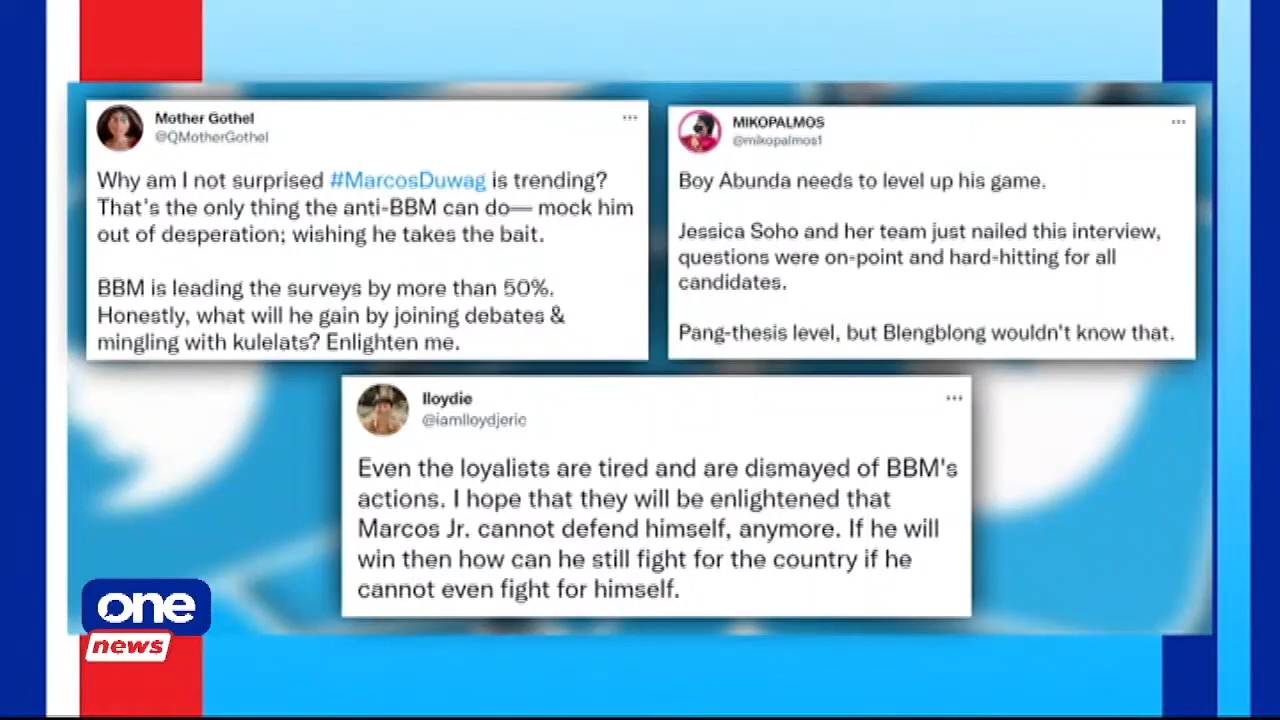 Mother Gothel
@QMotherGothel
Why am I not surprised #MarcosDuwag is trending?
That's the only thing the anti-BBM can do— mock him
out of desperation; wishing he takes the bait.
BBM is leading the surveys by more than 50%.
Honestly, what will he gain by joining debates &
mingling with kulelats? Enlighten me.
MIKOPALMOS
@mikopalmos1
Boy Abunda needs to level up his game.
Jessica Soho and her team just nailed this interview,
questions were on-point and hard-hitting for all
candidates.
Pang-thesis level, but Blengblong wouldn't know that.
lloydie
@iamlloydjeric
Even the loyalists are tired and are dismayed of BBM's
actions. I hope that they will be enlightened that
Marcos Jr. cannot defend himself, anymore. If he will
win then how can he still fight for the country if he
cannot even fight for himself.
one
news